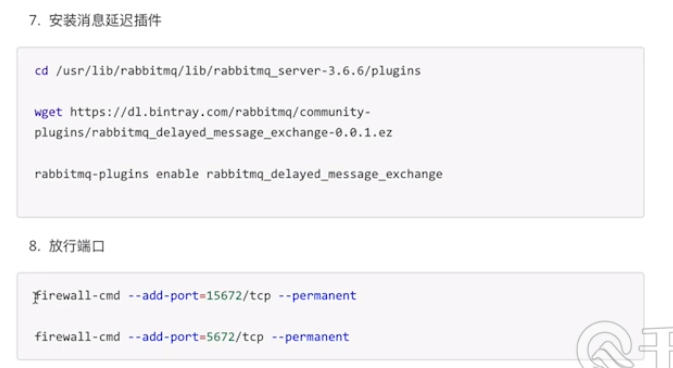 7. 安装消息延迟插件
cd /usr/lib/rabbitmq/lib/rabbitmq_server-3.6.6/plugins
wget https://dl.bintray.com/rabbitmq/community-
plugins/rabbitmq_delayed_message_exchange-0.0.1.ez
rabbitmq-plugins enable rabbitmq_delayed_message_exchange
8. 放行端口
firewall-cmd --add-port=15672/tcp --permanent
firewall-cmd --add-port=5672/tcp --permanent